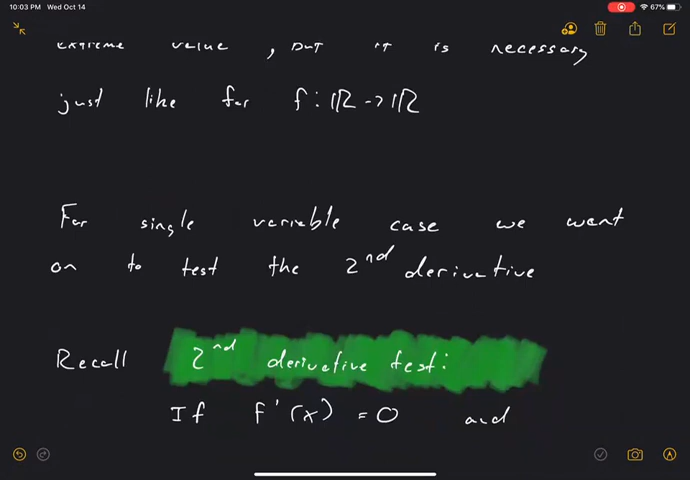 10:03 PM Wed Oct 14
67%
extreme value, but it is necessary
just like for f: ℝ → ℝ
For single variable case we went
on to test the 2nd derivative
Recall 2nd derivative test:
If f'(x) = 0 and